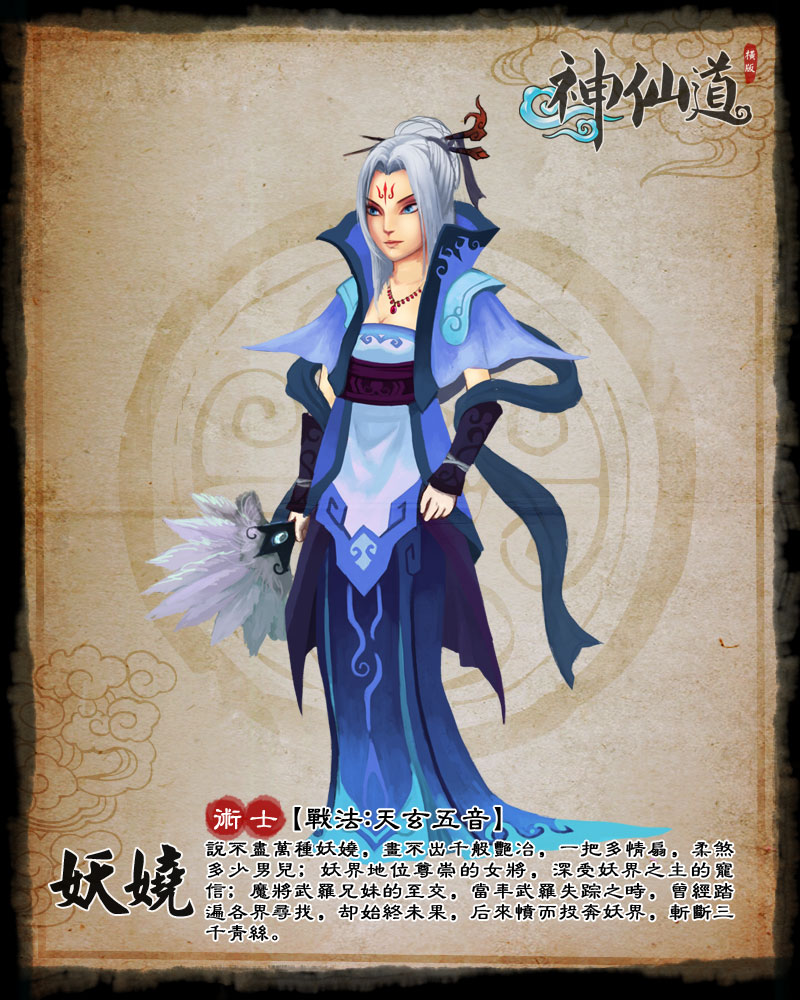 神仙道
橫版
術士【戰法:天玄五音】
妖嬈
說不盡萬種妖嬈，畫不出千般艷冶，一把多情扇，柔煞
多少男兒；妖界地位尊崇的女將，深受妖界之主的寵
信；魔將武羅兄妹的至交，當年武羅失踪之時，曾經踏
遍各界尋找，却始終未果，后來憤而投奔妖界，斬斷三
千青絲。